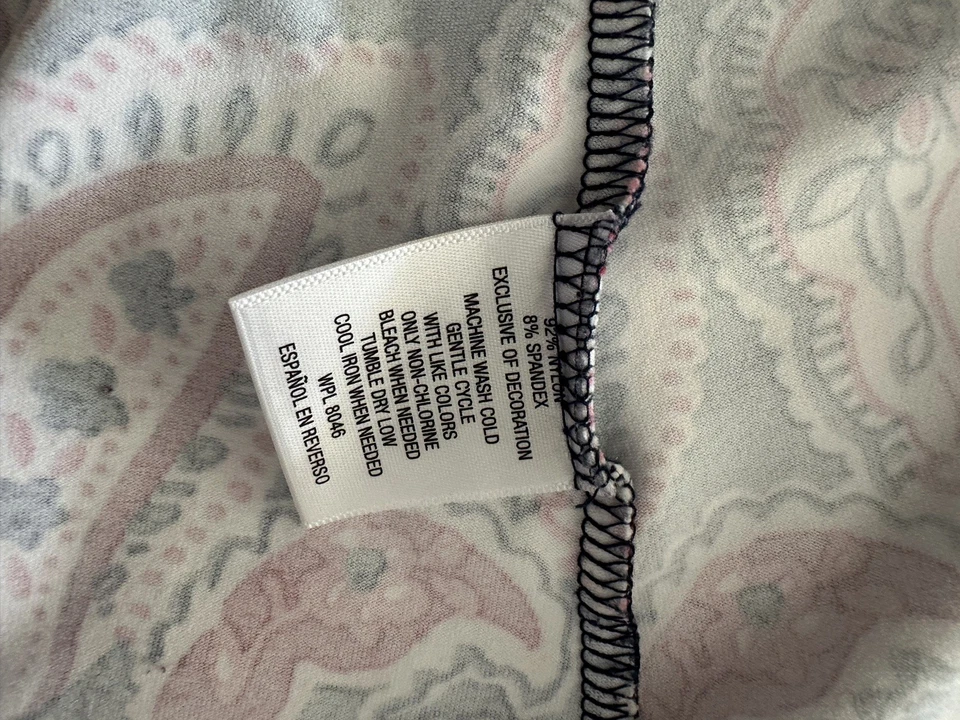 92% NYLON
8% SPANDEX
EXCLUSIVE OF DECORATION
MACHINE WASH COLD
GENTLE CYCLE
WITH LIKE COLORS
ONLY NON-CHLORINE
BLEACH WHEN NEEDED
TUMBLE DRY LOW
COOL IRON WHEN NEEDED
WPL 8046
ESPAÑOL EN REVERSO